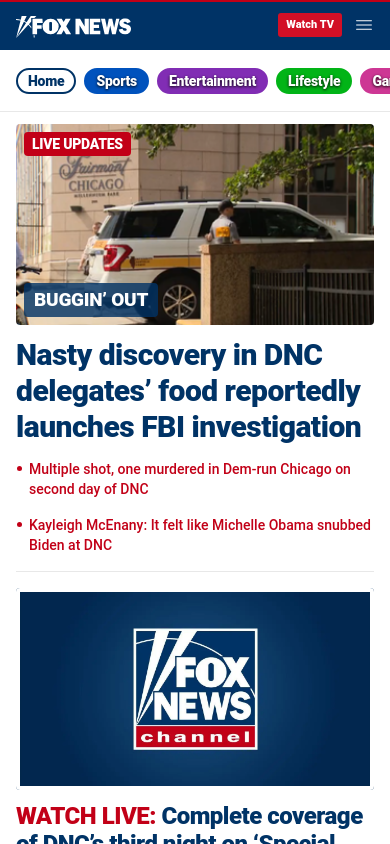 FOX NEWS
Watch TV
Home
Sports
Entertainment
Lifestyle
LIVE UPDATES
Fairmont
CHICAGO
MILLENNIUM PARK
BUGGIN' OUT
Nasty discovery in DNC
delegates' food reportedly
launches FBI investigation
• Multiple shot, one murdered in Dem-run Chicago on
second day of DNC
• Kayleigh McEnany: It felt like Michelle Obama snubbed
Biden at DNC
FOX
NEWS
channel
WATCH LIVE: Complete coverage
of DNC's third night on 'Special